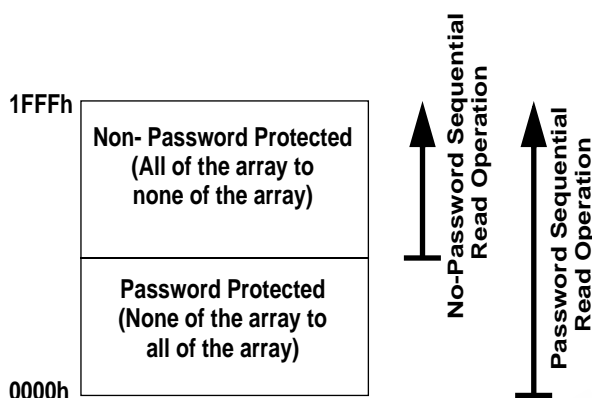 1FFFh
Non- Password Protected
(All of the array to
none of the array)
Password Protected
(None of the array to
all of the array)
0000h
No-Password Sequential
Read Operation
Password Sequential
Read Operation